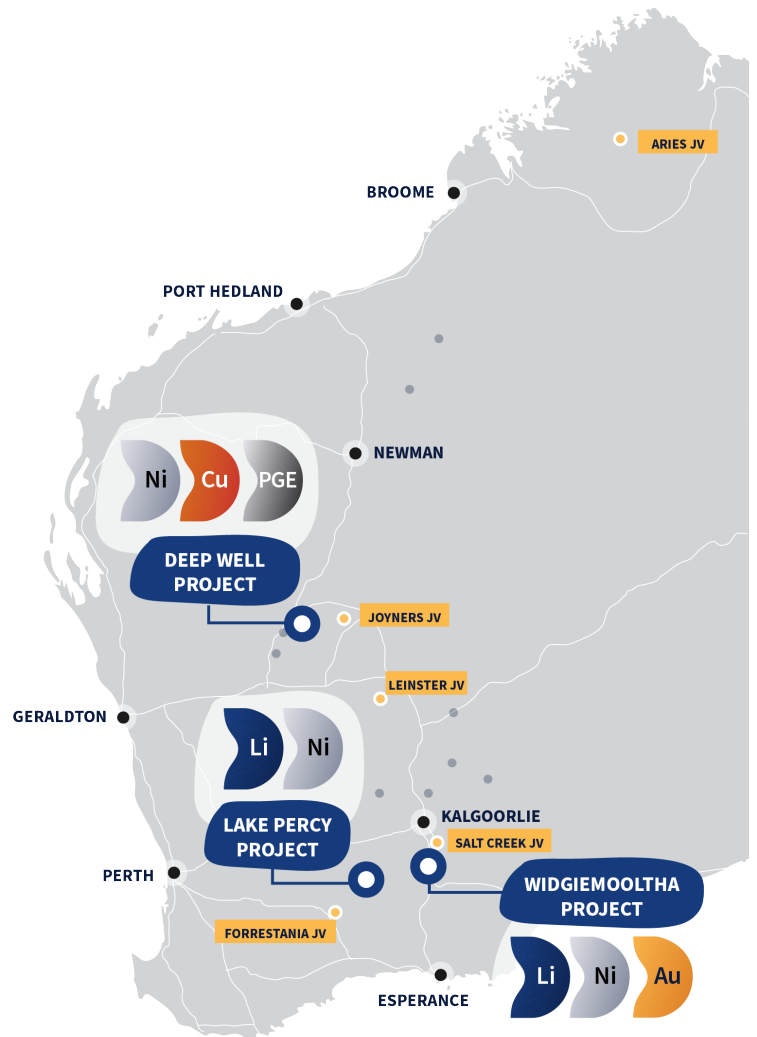 ARIES JV
BROOME
PORT HEDLAND
NEWMAN
Ni Cu PGE
DEEP WELL
PROJECT
JOYNERS JV
LEINSTER JV
GERALDTON
Li Ni
LAKE PERCY
PROJECT
KALGOORLIE
SALT CREEK JV
PERTH
WIDGIEMOOLTHA
PROJECT
FORRESTANIA JV
Li Ni Au
ESPERANCE